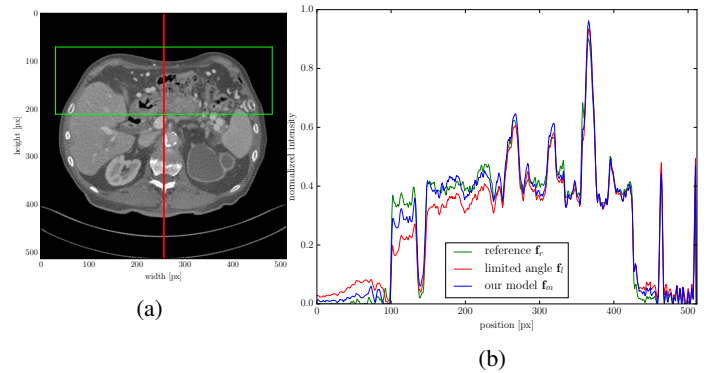 0
100
200
300
400
500
height [px]
0 100 200 300 400 500
width [px]
(a)
1.0
0.8
0.6
0.4
0.2
0.0
normalized intensity
reference f_r
limited angle f_l
our model f_m
0 100 200 300 400 500
position [px]
(b)